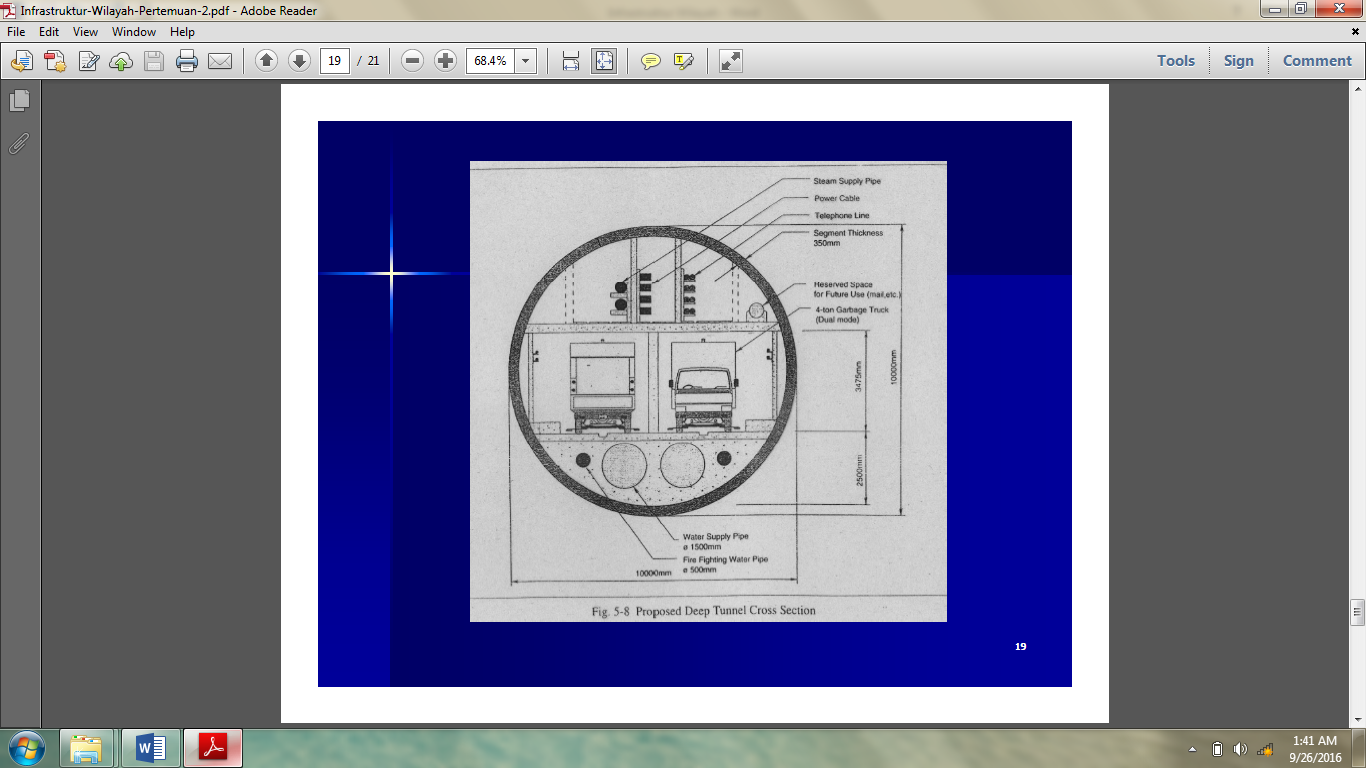 Infrastruktur-Wilayah-Pertemuan-2.pdf - Adobe Reader
File Edit View Window Help
19 / 21
68.4%
Tools Sign Comment
Steam Supply Pipe
Power Cable
Telephone Line
Segment Thickness
350mm
Reserved Space
for Future Use (mail,etc.)
4-ton Garbage Truck
(Dual mode)
3475mm
10000mm
2500mm
Water Supply Pipe
ø 1500mm
Fire Fighting Water Pipe
10000mm ø 500mm
Fig. 5-8 Proposed Deep Tunnel Cross Section
19
1:41 AM
9/26/2016